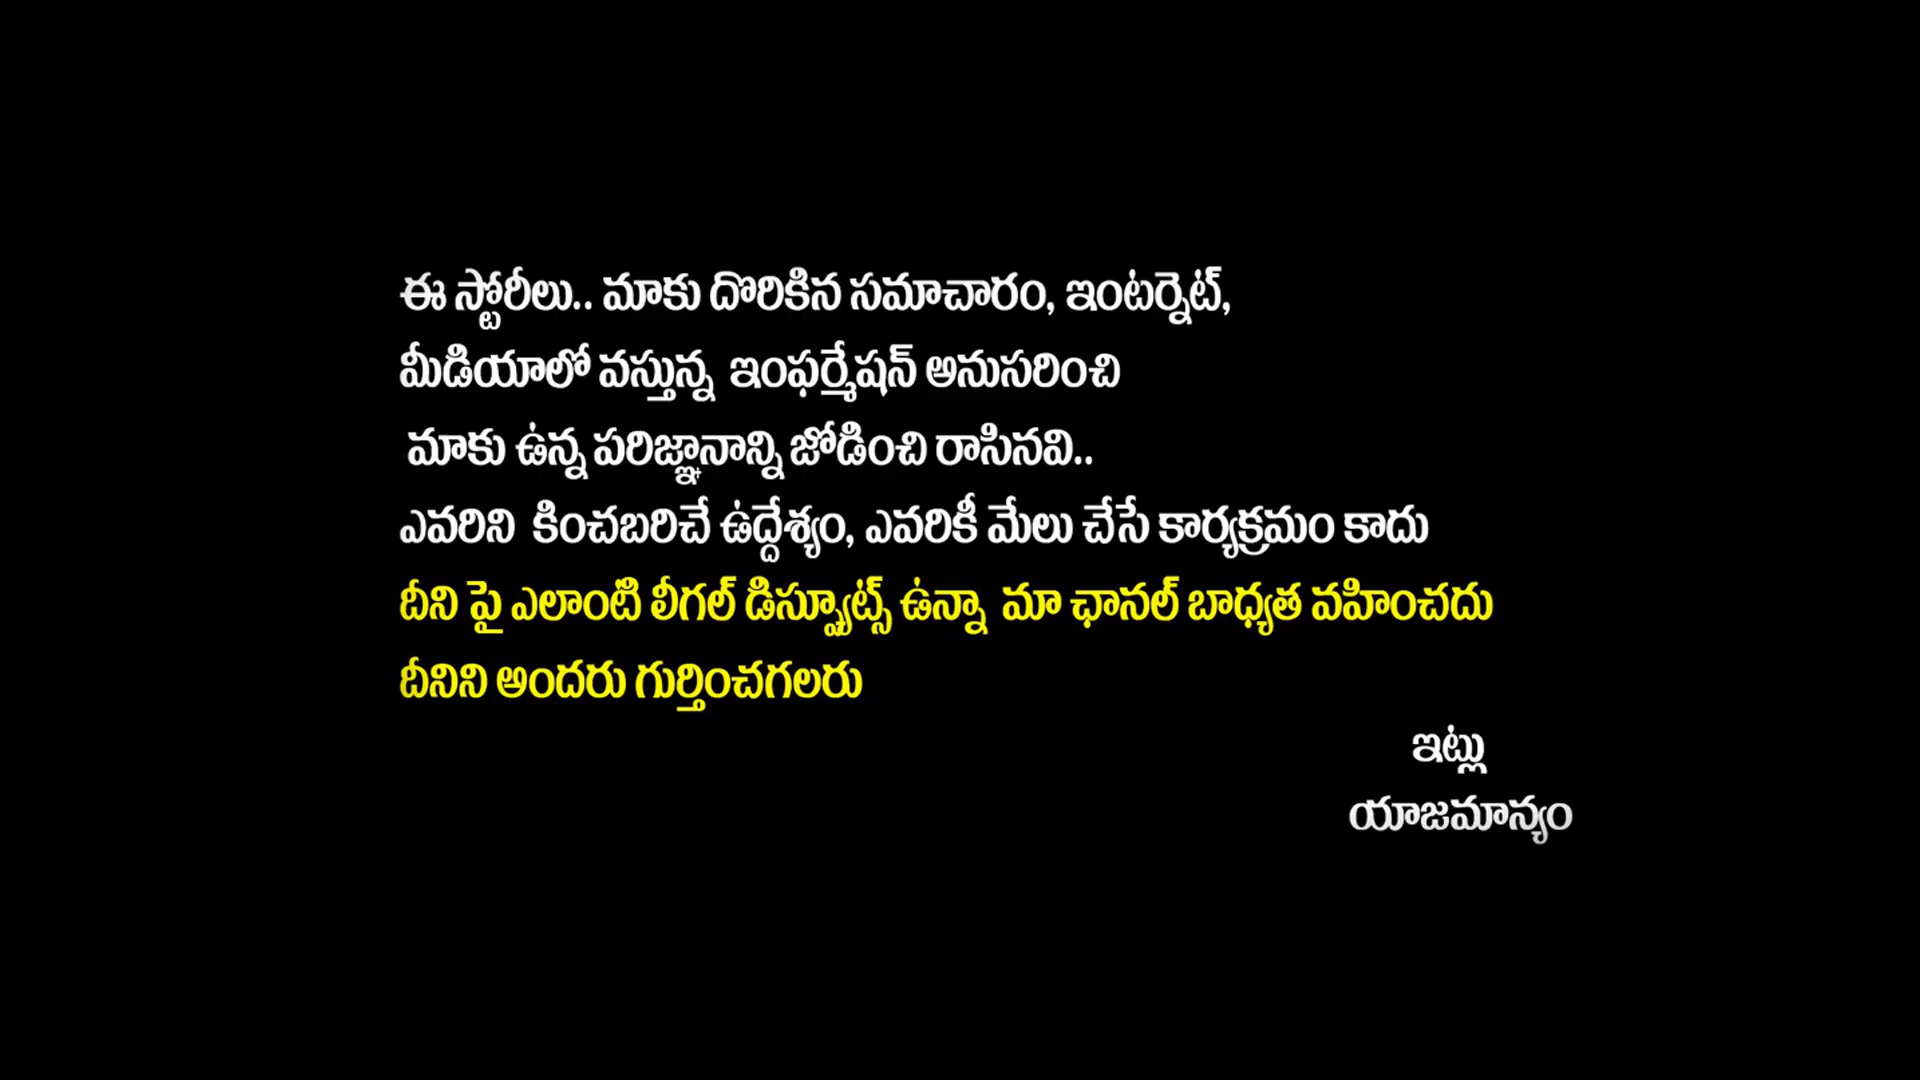 ఈ స్టోరీలు.. మాకు దొరికిన సమాచారం, ఇంటర్నెట్,
మీడియాలో వస్తున్న ఇంఫర్మేషన్ అనుసరించి
మాకు ఉన్న పరిజ్ఞానాన్ని జోడించి రాసినవి..
ఎవరిని కించబరిచే ఉద్దేశ్యం, ఎవరికీ మేలు చేసే కార్యక్రమం కాదు
దీని పై ఎలాంటి లీగల్ డిస్ప్యూట్స్ ఉన్నా మా ఛానల్ బాధ్యత వహించదు
దీనిని అందరు గుర్తించగలరు
ఇట్లు
యాజమాన్యం